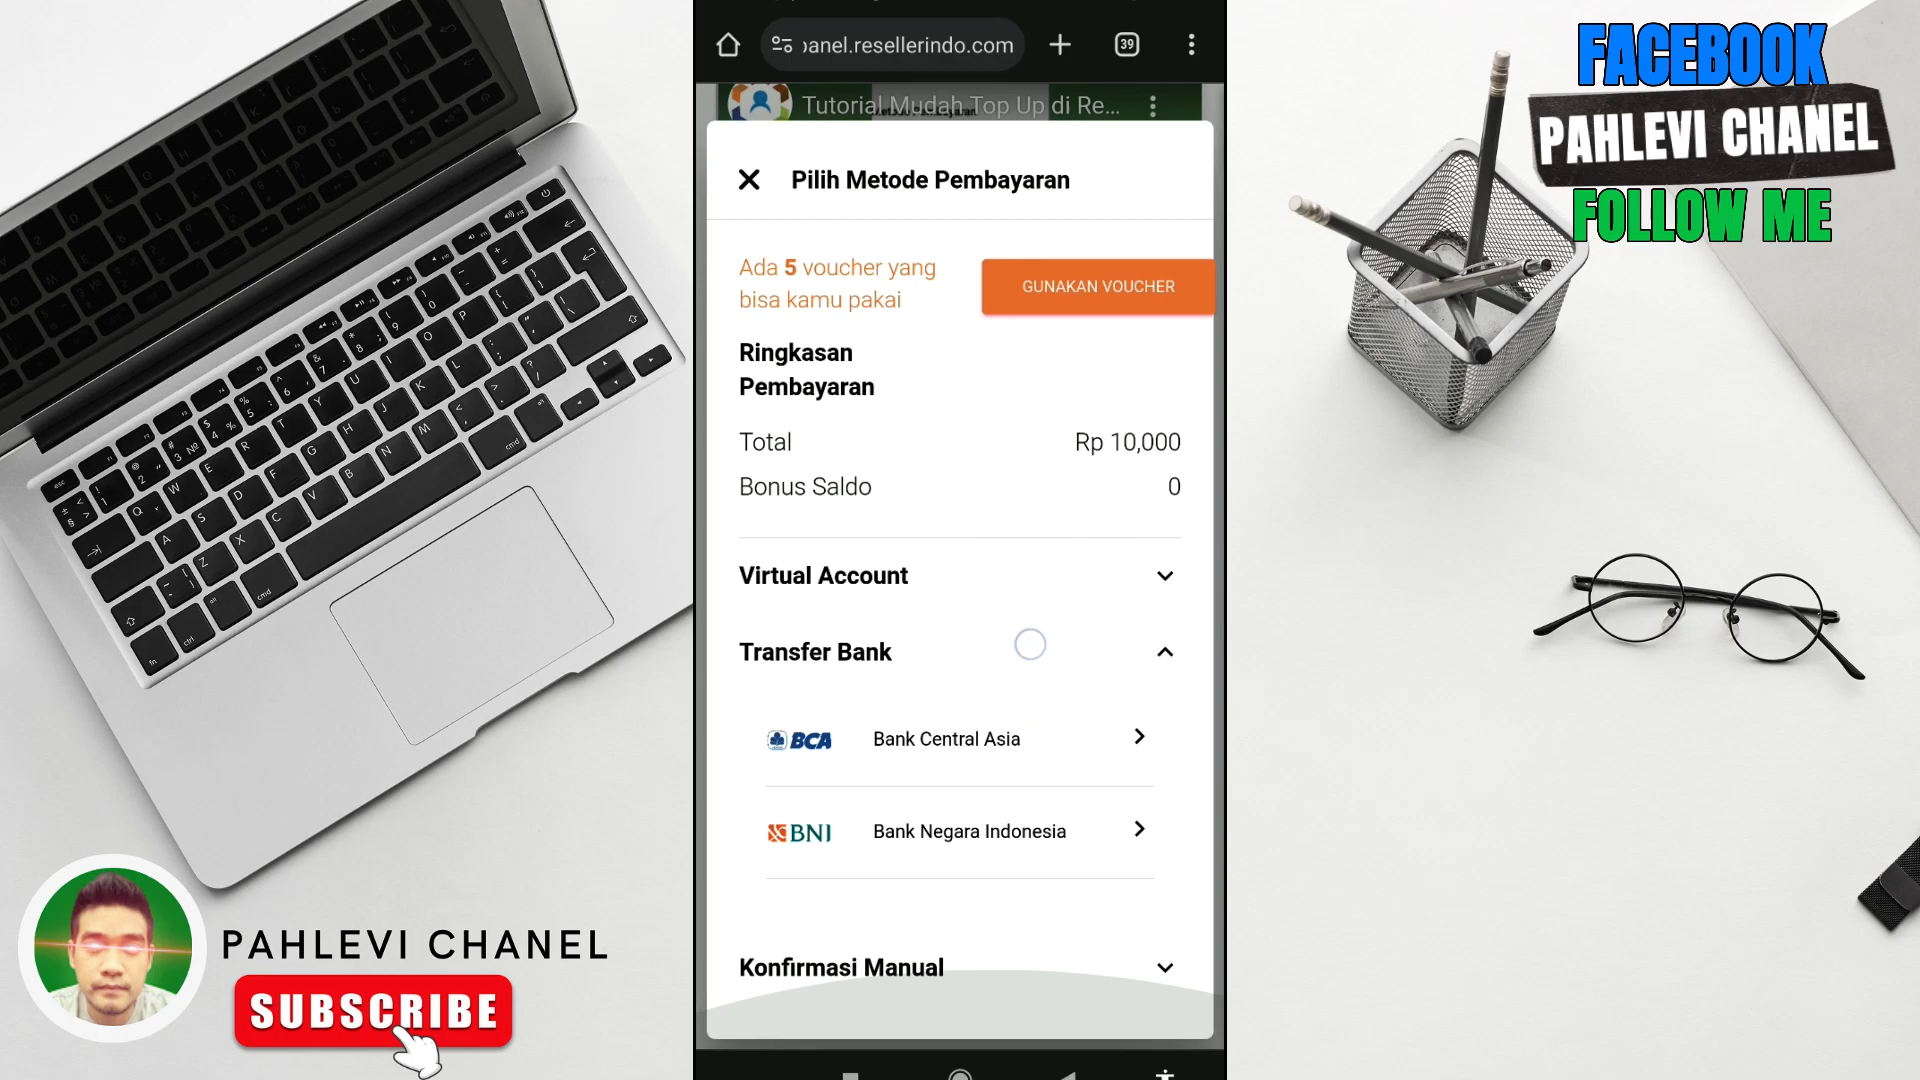 39
panel.resellerindo.com
Tutorial Mudah Top Up di Re...
Pilih Metode Pembayaran
Ada 5 voucher yang
bisa kamu pakai
GUNAKAN VOUCHER
Ringkasan
Pembayaran
Total
Rp 10,000
Bonus Saldo
0
Virtual Account
Transfer Bank
BCA
Bank Central Asia
BNI
Bank Negara Indonesia
Konfirmasi Manual
FACEBOOK
PAHLEVI CHANEL
FOLLOW ME
PAHLEVI CHANEL
SUBSCRIBE